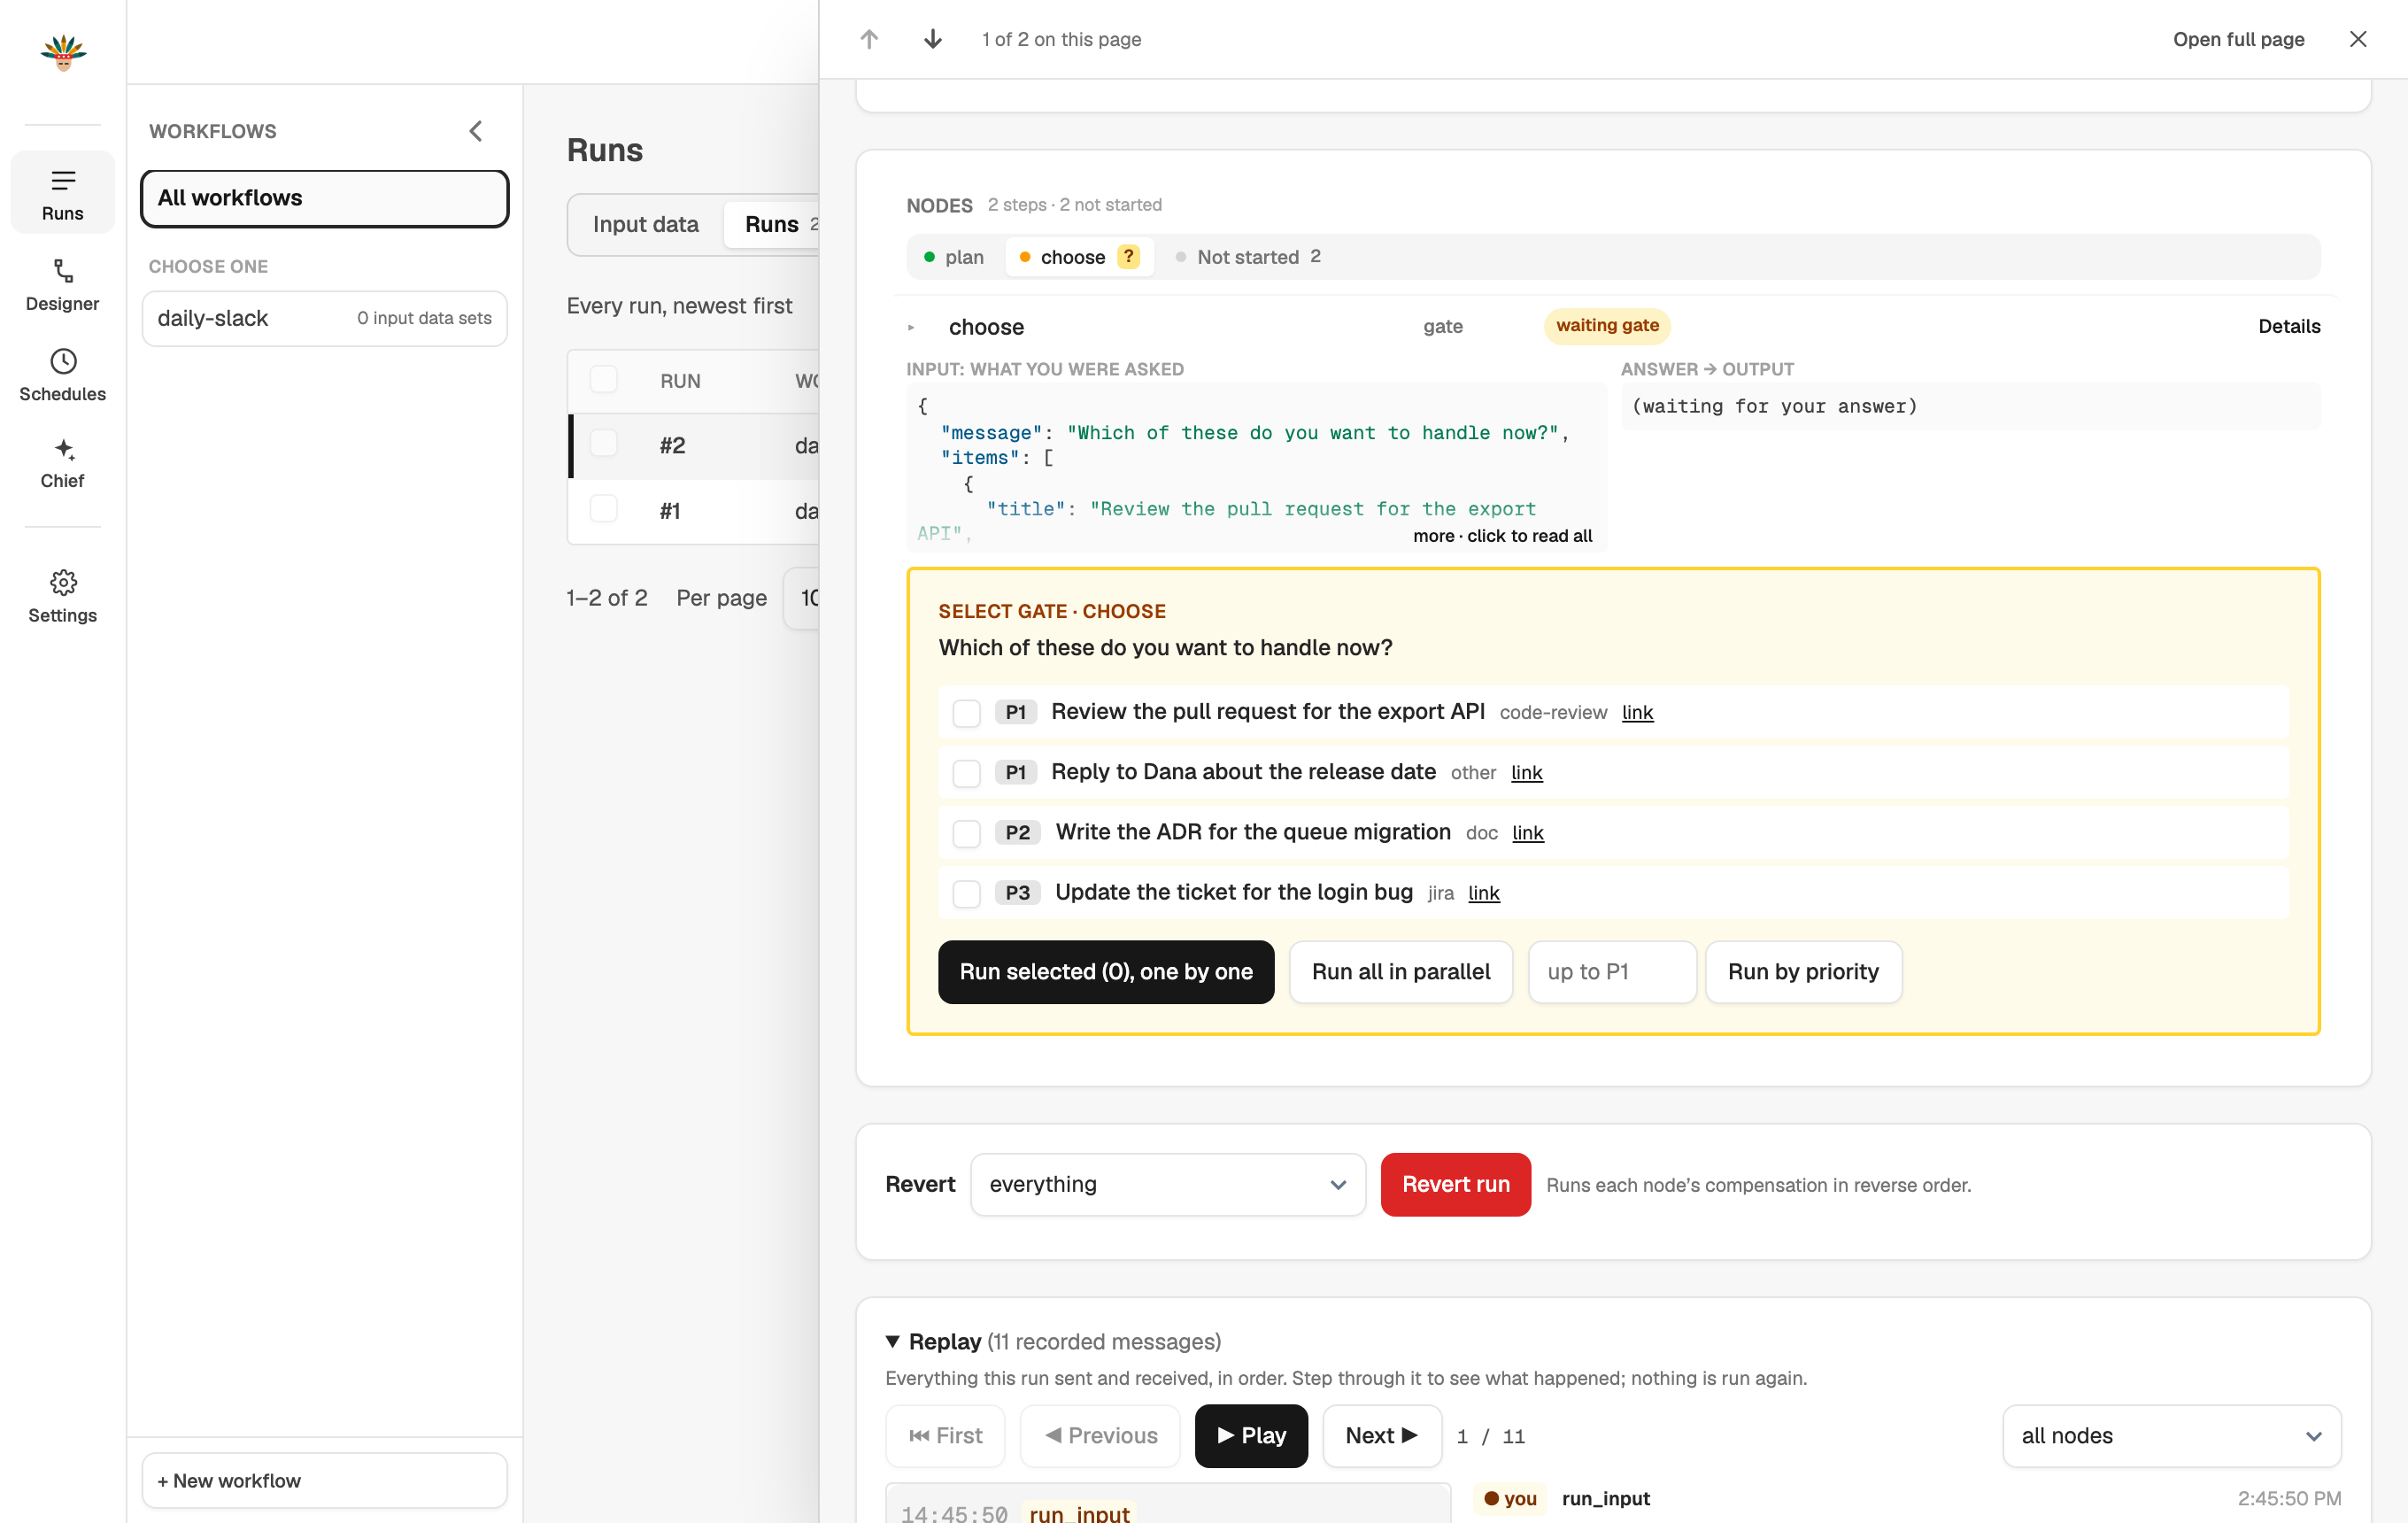 1 of 2 on this page
Open full page
WORKFLOWS
All workflows
CHOOSE ONE
daily-slack
0 input data sets
+ New workflow
Runs
Designer
Schedules
Chief
Settings
Runs
Input data
Runs
Every run, newest first
RUN
#2
da
#1
da
1–2 of 2
Per page
NODES
2 steps · 2 not started
plan
choose
?
Not started 2
choose
gate
waiting gate
Details
INPUT: WHAT YOU WERE ASKED
{
"message": "Which of these do you want to handle now?",
"items": [
{
"title": "Review the pull request for the export
API",
more · click to read all
ANSWER → OUTPUT
(waiting for your answer)
SELECT GATE · CHOOSE
Which of these do you want to handle now?
P1 Review the pull request for the export API code-review link
P1 Reply to Dana about the release date other link
P2 Write the ADR for the queue migration doc link
P3 Update the ticket for the login bug jira link
Run selected (0), one by one
Run all in parallel
up to P1
Run by priority
Revert
everything
Revert run
Runs each node’s compensation in reverse order.
▼ Replay (11 recorded messages)
Everything this run sent and received, in order. Step through it to see what happened; nothing is run again.
⏮ First
◀ Previous
▶ Play
Next ▶
1 / 11
all nodes
14:45:50 run_input
you run_input
2:45:50 PM